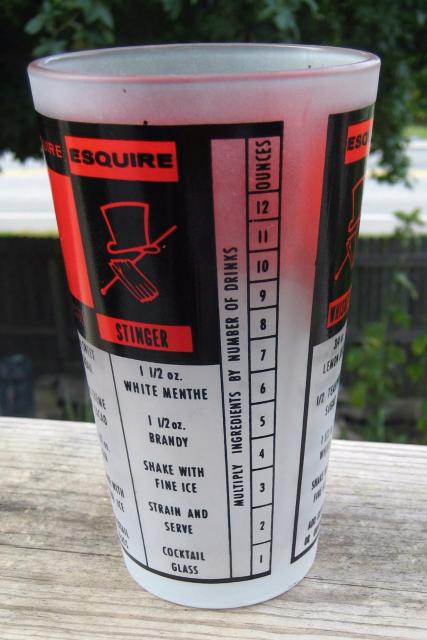 ESQUIRE
STINGER
1 1/2 oz.
WHITE MENTHE
1 1/2 oz.
BRANDY
SHAKE WITH
FINE ICE
STRAIN AND
SERVE
COCKTAIL
GLASS
MULTIPLY INGREDIENTS BY NUMBER OF DRINKS
OUNCES
12
11
10
9
8
7
6
5
4
3
2
1